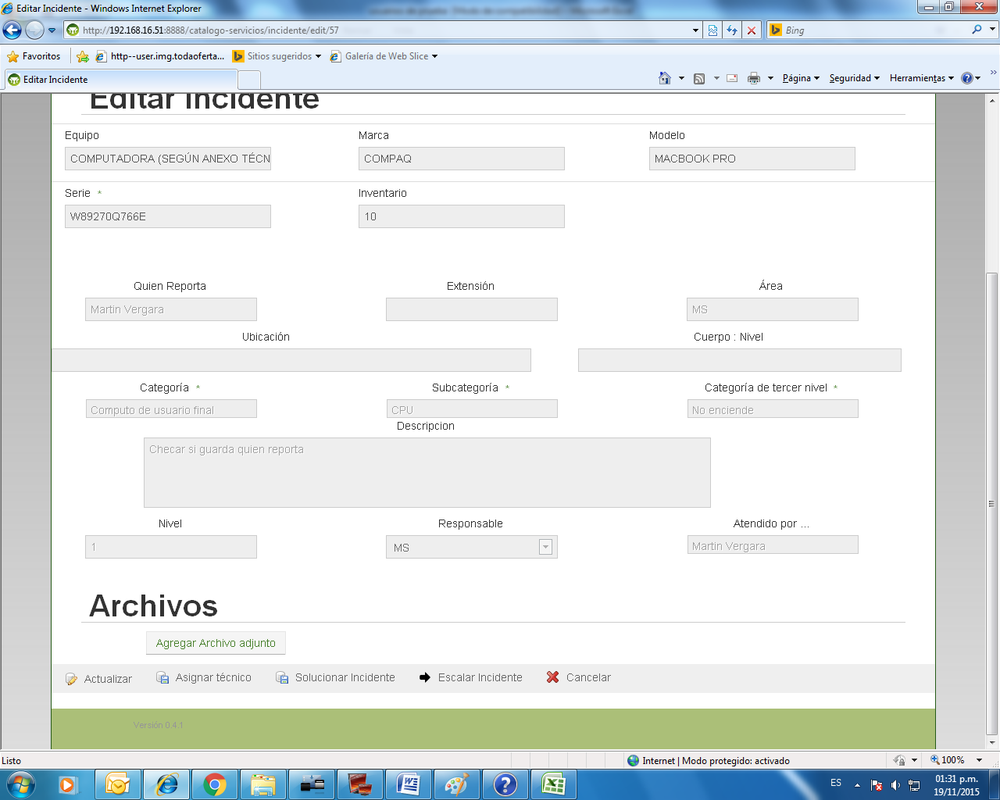 Editar Incidente - Windows Internet Explorer
http://192.168.16.51:8888/catalogo-servicios/incidente/edit/57
Bing
Favoritos
http--user.img.todaoferta...
Sitios sugeridos
Galería de Web Slice
Editar Incidente
Página
Seguridad
Herramientas
Editar Incidente
Equipo
Marca
Modelo
COMPUTADORA (SEGÚN ANEXO TÉCN
COMPAQ
MACBOOK PRO
Serie *
Inventario
W89270Q766E
10
Quien Reporta
Extensión
Área
Martin Vergara
MS
Ubicación
Cuerpo : Nivel
Categoría *
Subcategoría *
Categoría de tercer nivel *
Computo de usuario final
CPU
No enciende
Descripcion
Checar si guarda quien reporta
Nivel
Responsable
Atendido por ...
1
MS
Martin Vergara
Archivos
Agregar Archivo adjunto
Actualizar
Asignar técnico
Solucionar Incidente
Escalar Incidente
Cancelar
Versión 0.4.1
Listo
Internet | Modo protegido: activado
100%
ES
01:31 p.m.
19/11/2015